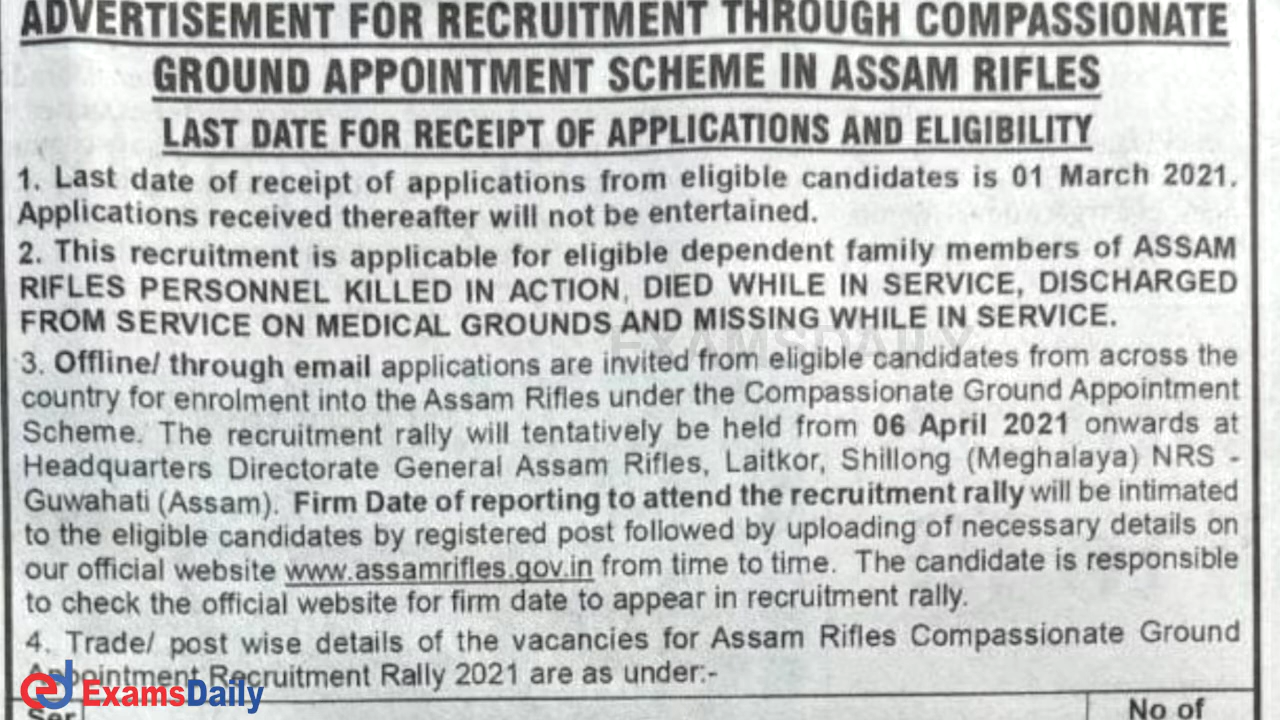 ADVERTISEMENT FOR RECRUITMENT THROUGH COMPASSIONATE
GROUND APPOINTMENT SCHEME IN ASSAM RIFLES
LAST DATE FOR RECEIPT OF APPLICATIONS AND ELIGIBILITY
1. Last date of receipt of applications from eligible candidates is 01 March 2021.
Applications received thereafter will not be entertained.
2. This recruitment is applicable for eligible dependent family members of ASSAM
RIFLES PERSONNEL KILLED IN ACTION, DIED WHILE IN SERVICE, DISCHARGED
FROM SERVICE ON MEDICAL GROUNDS AND MISSING WHILE IN SERVICE.
EXAMSDAILY
3. Offline/ through email applications are invited from eligible candidates from across the
country for enrolment into the Assam Rifles under the Compassionate Ground Appointment
Scheme. The recruitment rally will tentatively be held from 06 April 2021 onwards at
Headquarters Directorate General Assam Rifles, Laitkor, Shillong (Meghalaya) NRS -
Guwahati (Assam). Firm Date of reporting to attend the recruitment rally will be intimated
to the eligible candidates by registered post followed by uploading of necessary details on
our official website www.assamrifles.gov.in from time to time. The candidate is responsible
to check the official website for firm date to appear in recruitment rally.
4. Trade/ post wise details of the vacancies for Assam Rifles Compassionate Ground
Appointment Recruitment Rally 2021 are as under:-
ExamsDaily
Ser
No of